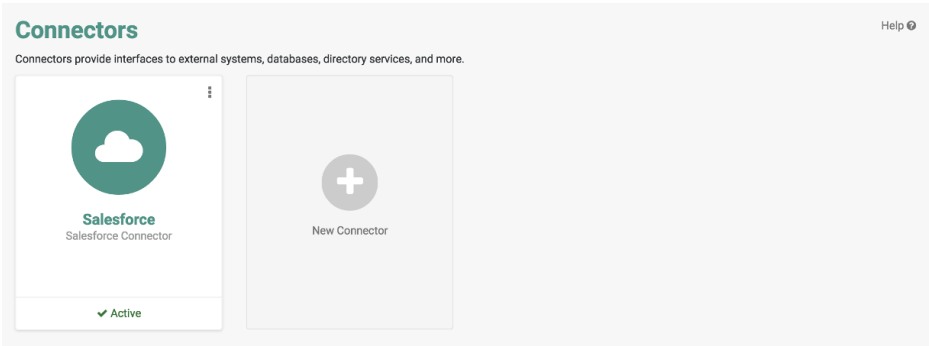 Connectors
Help
Connectors provide interfaces to external systems, databases, directory services, and more.
Salesforce
Salesforce Connector
Active
New Connector